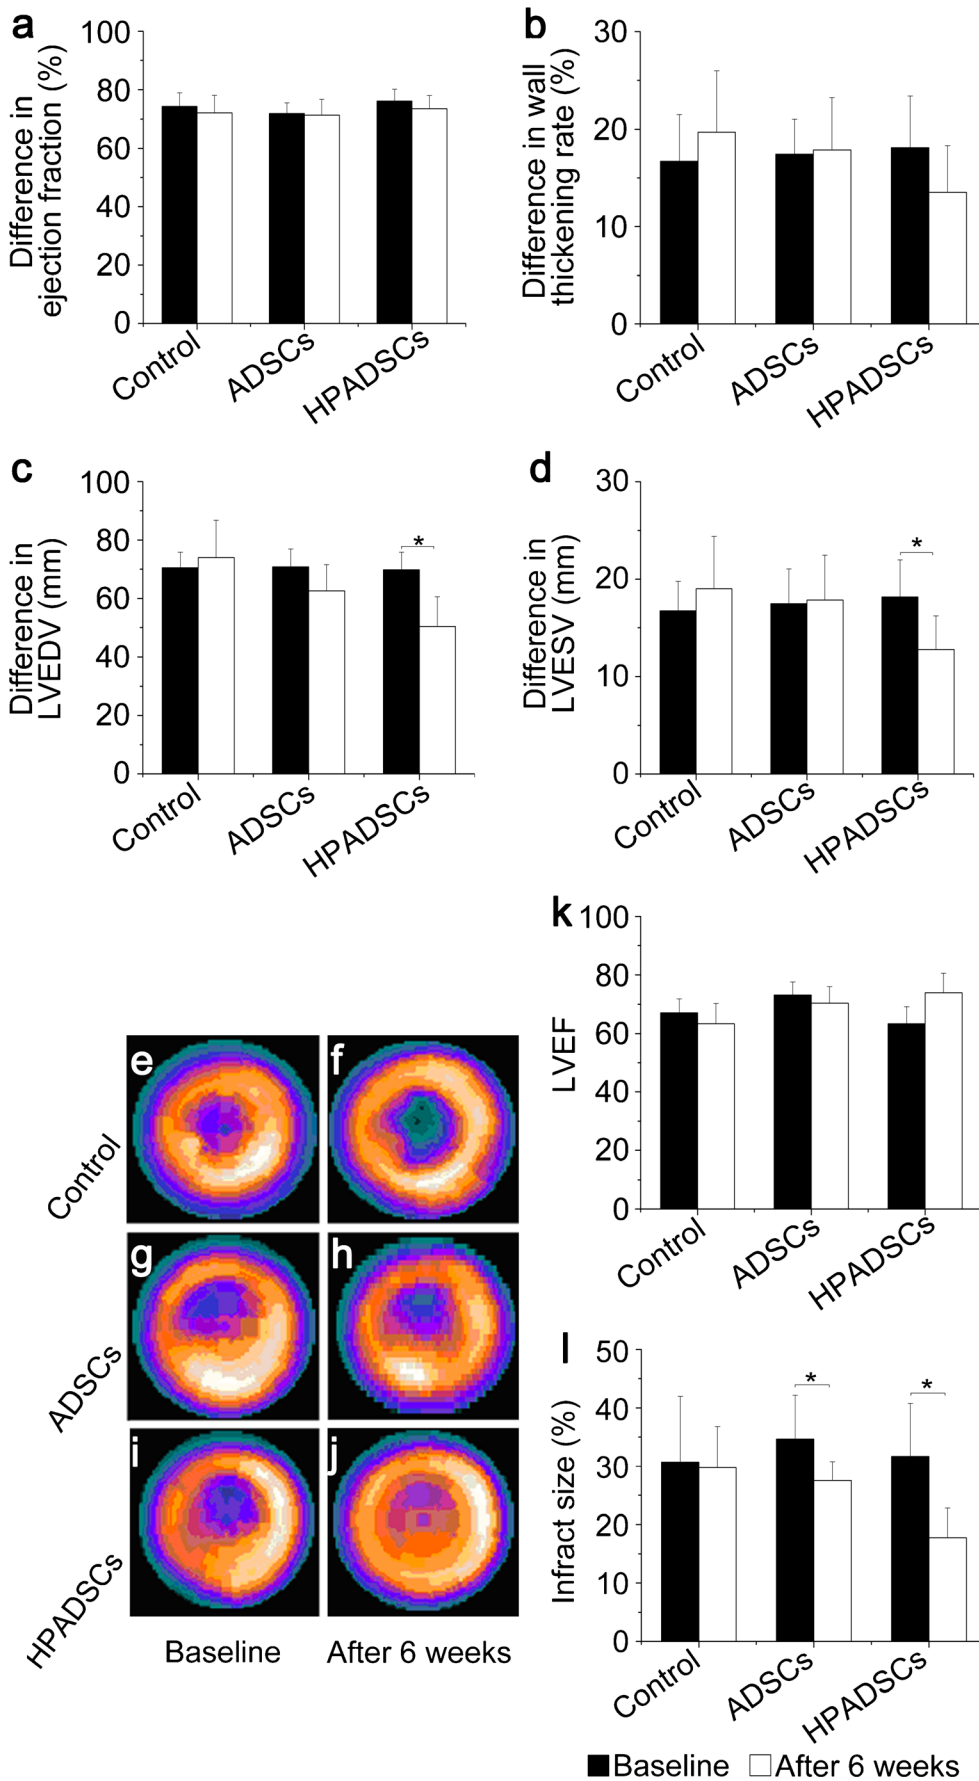 a
Difference in
ejection fraction (%)
100
80
60
40
20
0
Control
ADSCs
HPADSCs
b
Difference in wall
thickening rate (%)
30
20
10
0
Control
ADSCs
HPADSCs
c
Difference in
LVEDV (mm)
100
80
60
40
20
0
*
Control
ADSCs
HPADSCs
d
Difference in
LVESV (mm)
30
20
10
0
*
Control
ADSCs
HPADSCs
e
f
Control
g
h
ADSCs
i
j
HPADSCs
Baseline
After 6 weeks
k
LVEF
100
80
60
40
20
0
Control
ADSCs
HPADSCs
l
Infract size (%)
50
40
30
20
10
0
*
*
Control
ADSCs
HPADSCs
Baseline After 6 weeks